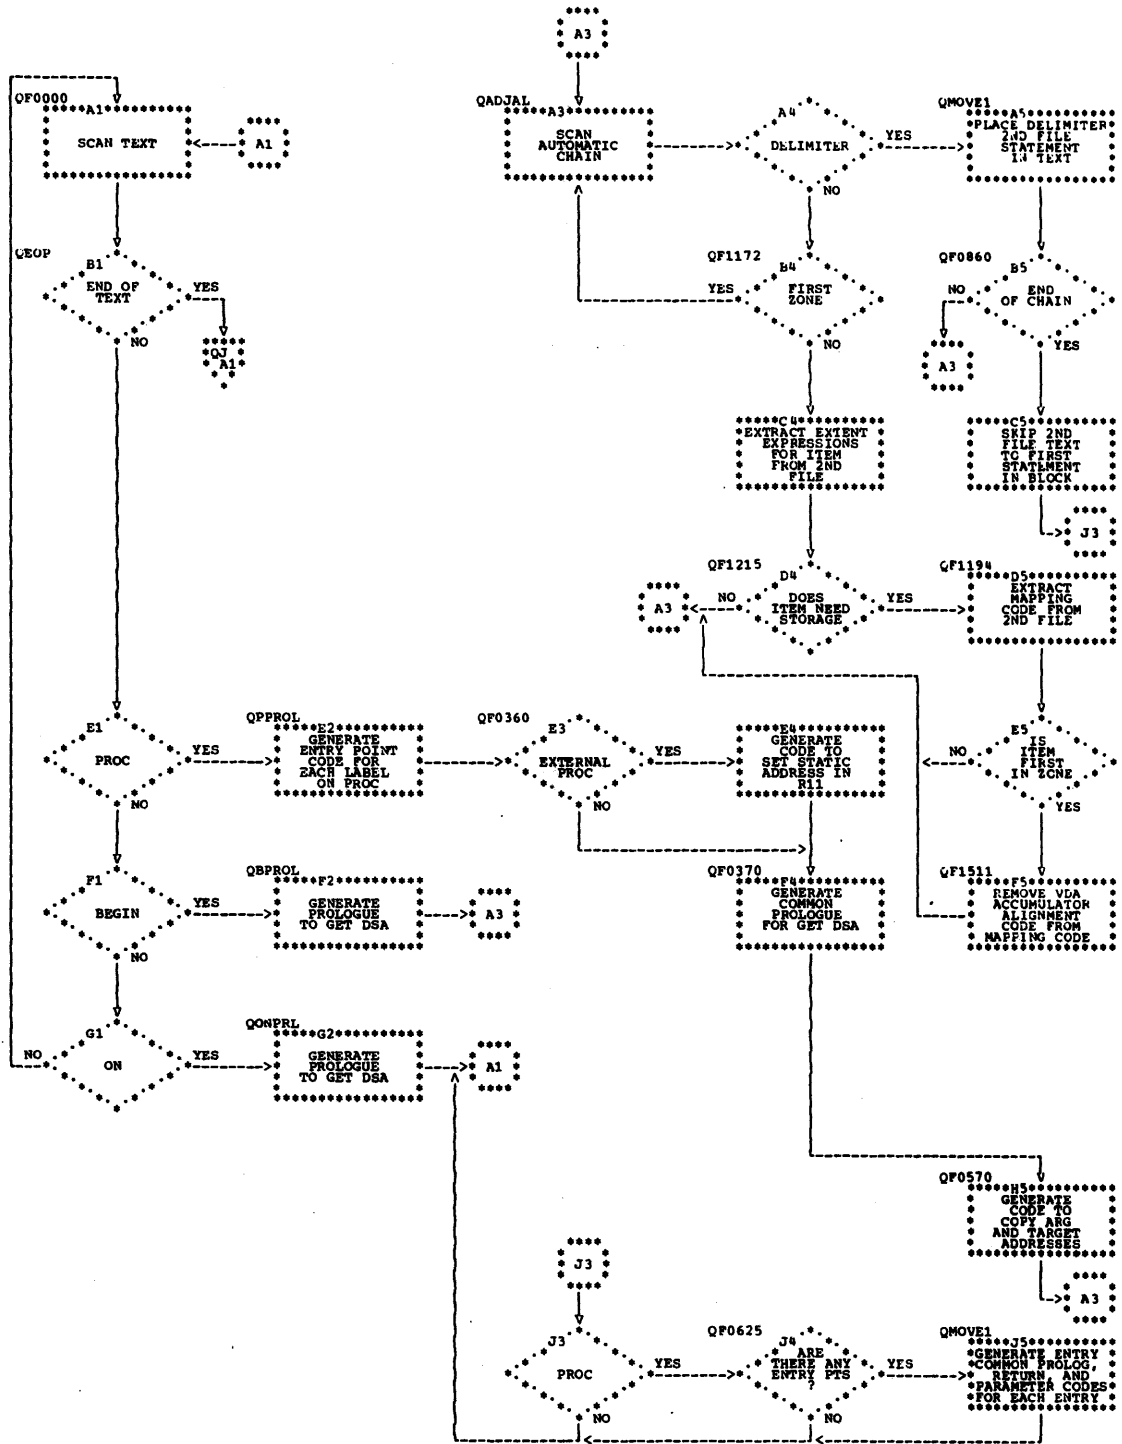 A3
QF0000
A1
SCAN TEXT
A1
QADJAL
A3
SCAN
AUTOMATIC
CHAIN
A4
DELIMITER
YES
NO
QMOVE1
A5
PLACE DELIMITER
2ND FILE
STATEMENT
IN TEXT
QEOP
B1
END OF
TEXT
YES
NO
QJ
A1
QF1172
B4
FIRST
ZONE
YES
NO
QF0860
B5
END
OF CHAIN
NO
YES
A3
C4
EXTRACT EXTENT
EXPRESSIONS
FOR ITEM
FROM 2ND
FILE
C5
SKIP 2ND
FILE TEXT
TO FIRST
STATEMENT
IN BLOCK
J3
QF1215
D4
DOES
ITEM NEED
STORAGE
NO
A3
YES
QF1194
D5
EXTRACT
MAPPING
CODE FROM
2ND FILE
E1
PROC
YES
NO
QPPROL
E2
GENERATE
ENTRY POINT
CODE FOR
EACH LABEL
ON PROC
QF0360
E3
EXTERNAL
PROC
YES
NO
E4
GENERATE
CODE TO
SET STATIC
ADDRESS IN
R11
E5
IS
ITEM
FIRST
IN ZONE
NO
YES
F1
BEGIN
YES
NO
QBPROL
F2
GENERATE
PROLOGUE
TO GET DSA
A3
QF0370
F4
GENERATE
COMMON
PROLOGUE
FOR GET DSA
QF1511
F5
REMOVE VDA
ACCUMULATOR
ALIGNMENT
CODE FROM
MAPPING CODE
G1
ON
NO
YES
QONPRL
G2
GENERATE
PROLOGUE
TO GET DSA
A1
QF0570
H5
GENERATE
CODE TO
COPY ARG
AND TARGET
ADDRESSES
A3
J3
J3
PROC
YES
NO
QF0625
J4
ARE
THERE ANY
ENTRY PTS
?
YES
NO
QMOVE1
J5
GENERATE ENTRY
COMMON PROLOG,
RETURN, AND
PARAMETER CODES
FOR EACH ENTRY